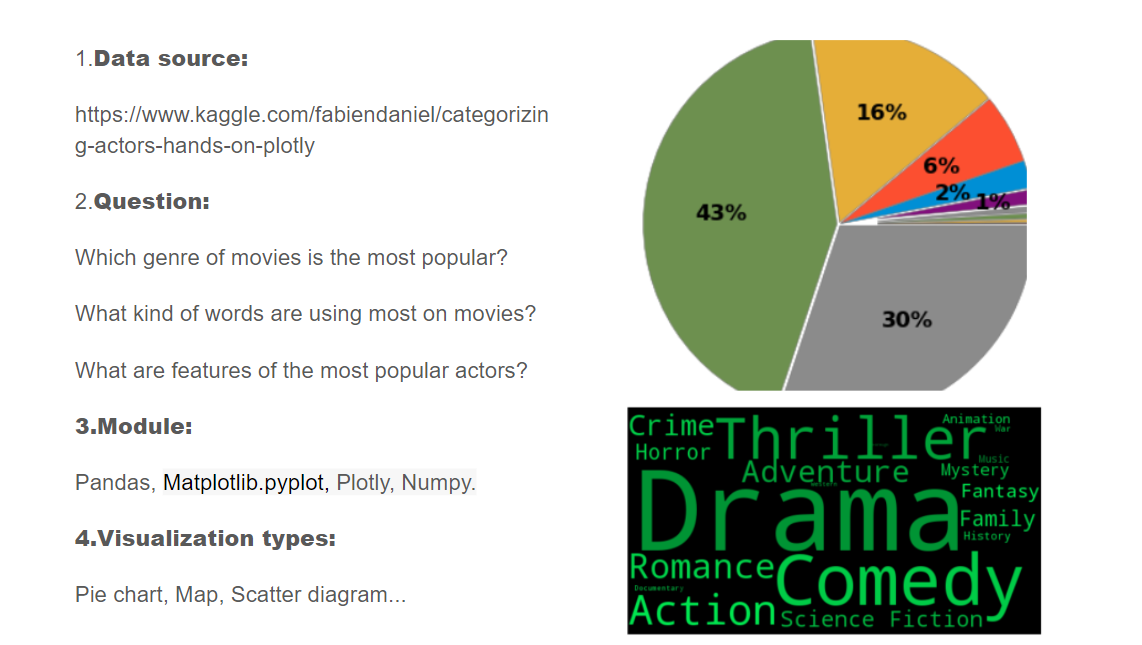 1.Data source:
https://www.kaggle.com/fabiendaniel/categorizin
g-actors-hands-on-plotly
2.Question:
Which genre of movies is the most popular?
What kind of words are using most on movies?
What are features of the most popular actors?
3.Module:
Pandas, Matplotlib.pyplot, Plotly, Numpy.
4.Visualization types:
Pie chart, Map, Scatter diagram...
16%
6%
2%
1%
43%
30%
Crime
Thriller
Animation
War
Horror
Music
Adventure
Mystery
Drama
Fantasy
Family
History
Romance
Comedy
Documentary
Action
Science Fiction